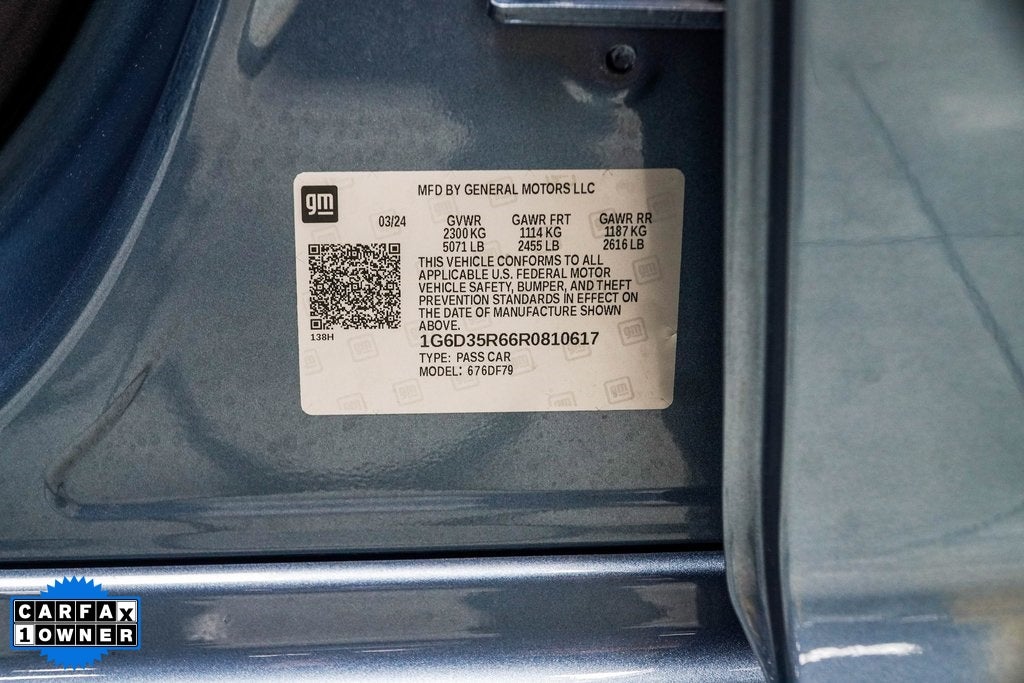 gm
MFD BY GENERAL MOTORS LLC
03/24 GVWR GAWR FRT GAWR RR
2300 KG 1114 KG 1187 KG
5071 LB 2455 LB 2616 LB
THIS VEHICLE CONFORMS TO ALL
APPLICABLE U.S. FEDERAL MOTOR
VEHICLE SAFETY, BUMPER, AND THEFT
PREVENTION STANDARDS IN EFFECT ON
THE DATE OF MANUFACTURE SHOWN
ABOVE.
138H
1G6D35R66R0810617
TYPE: PASS CAR
MODEL: 676DF79
CARFAX
1 OWNER